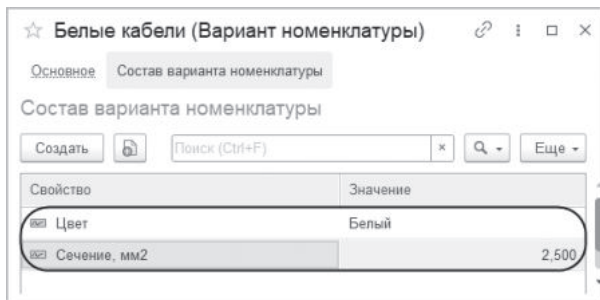 Белые кабели (Вариант номенклатуры)
Основное Состав варианта номенклатуры
Состав варианта номенклатуры
Создать Поиск (Ctrl+F) × Еще
Свойство Значение
Цвет Белый
Сечение, мм2 2,500